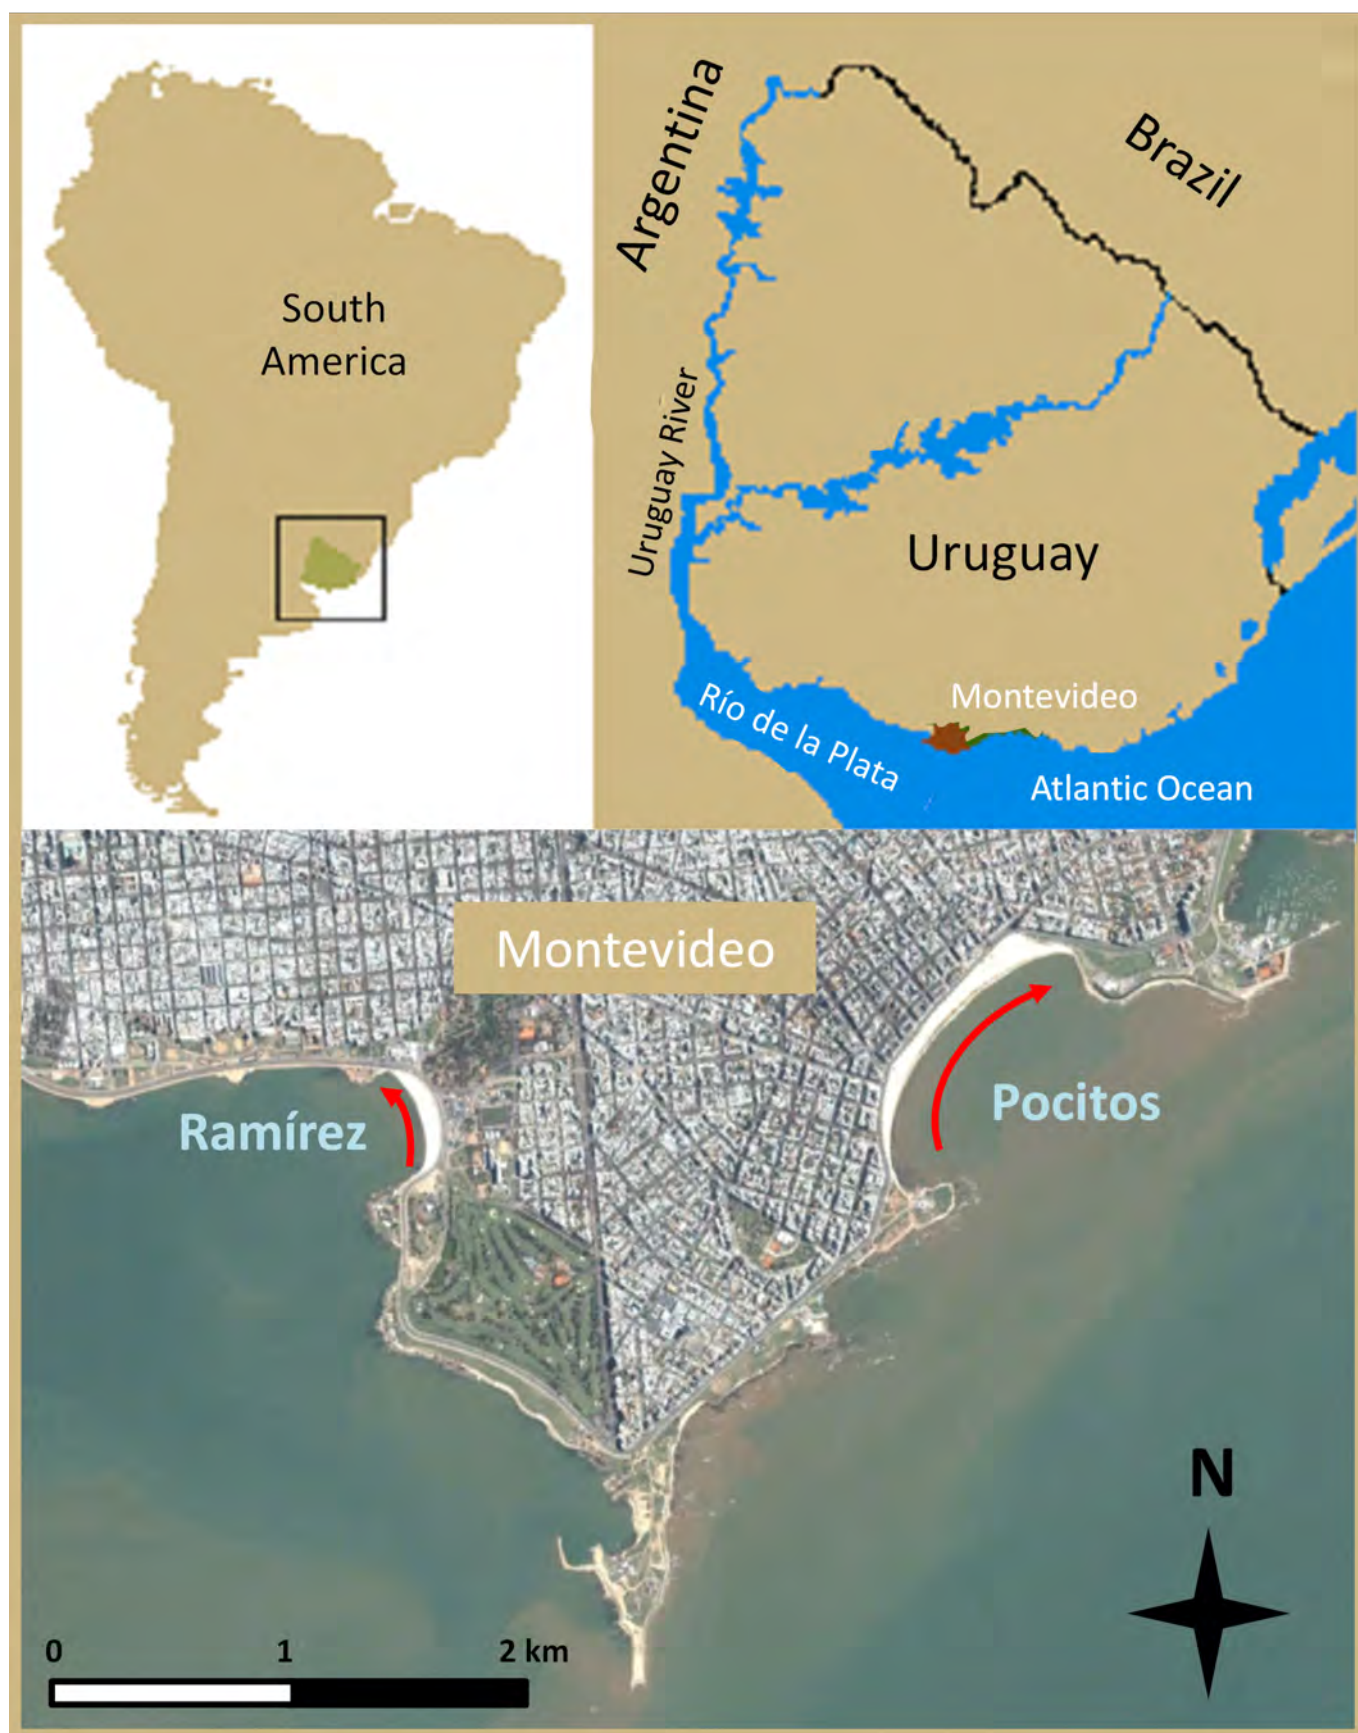 South
America
Argentina
Brazil
Uruguay River
Uruguay
Montevideo
Río de la Plata
Atlantic Ocean
Montevideo
Ramírez
Pocitos
N
0 1 2 km